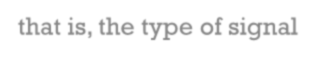 that is, the type of signal